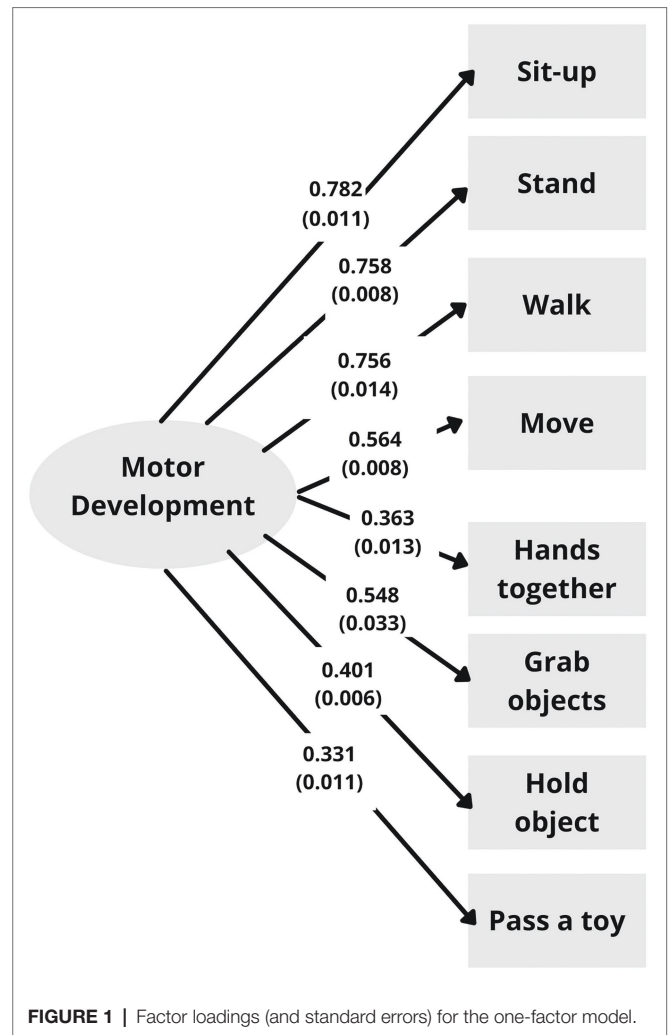 Sit-up
0.782
(0.011)
Stand
0.758
(0.008)
Walk
0.756
(0.014)
Move
0.564
(0.008)
Motor
Development
0.363
(0.013)
Hands
together
0.548
(0.033)
Grab
objects
0.401
(0.006)
Hold
object
0.331
(0.011)
Pass a toy
FIGURE 1 | Factor loadings (and standard errors) for the one-factor model.